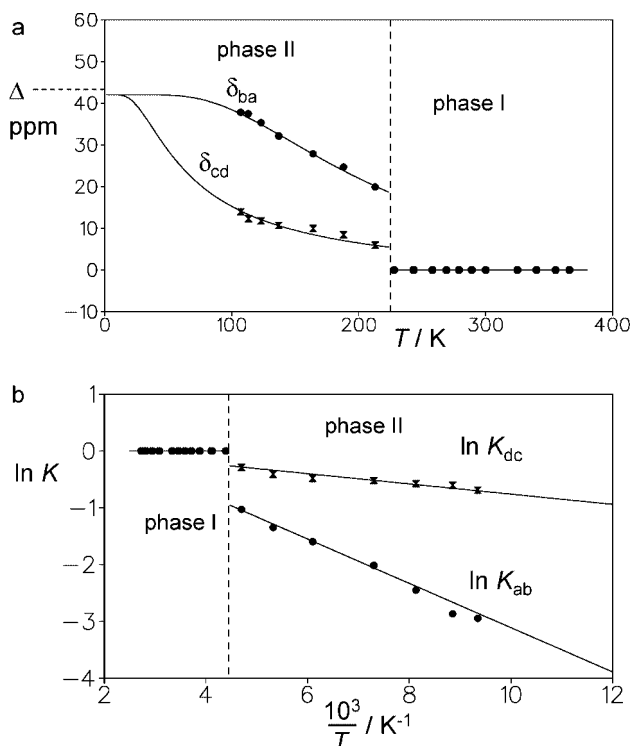 a
60
50
40
30
20
10
0
−10
Δ
ppm
phase II
phase I
δba
δcd
0
100
200
300
400
T / K
b
1
0
−1
−2
−3
−4
ln K
phase II
phase I
ln Kdc
ln Kab
2
4
6
8
10
12
10³/T / K⁻¹